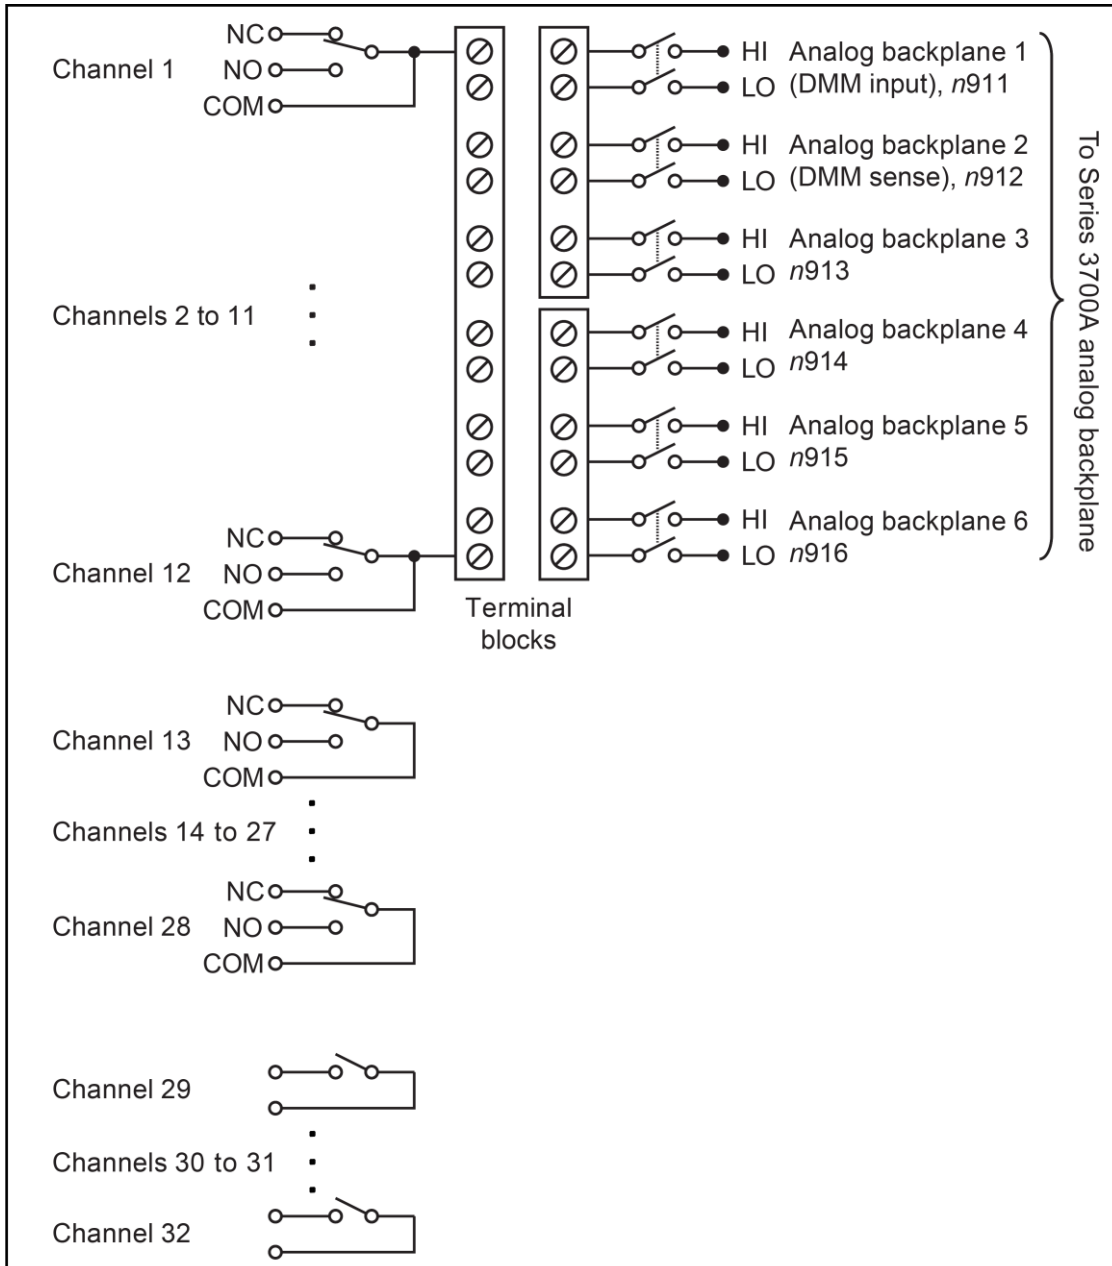 NC
Channel 1
NO
COM
HI Analog backplane 1
LO (DMM input), n911
HI Analog backplane 2
LO (DMM sense), n912
HI Analog backplane 3
LO n913
Channels 2 to 11
HI Analog backplane 4
LO n914
HI Analog backplane 5
LO n915
HI Analog backplane 6
LO n916
To Series 3700A analog backplane
NC
Channel 12
NO
COM
Terminal
blocks
NC
Channel 13
NO
COM
Channels 14 to 27
NC
Channel 28
NO
COM
Channel 29
Channels 30 to 31
Channel 32